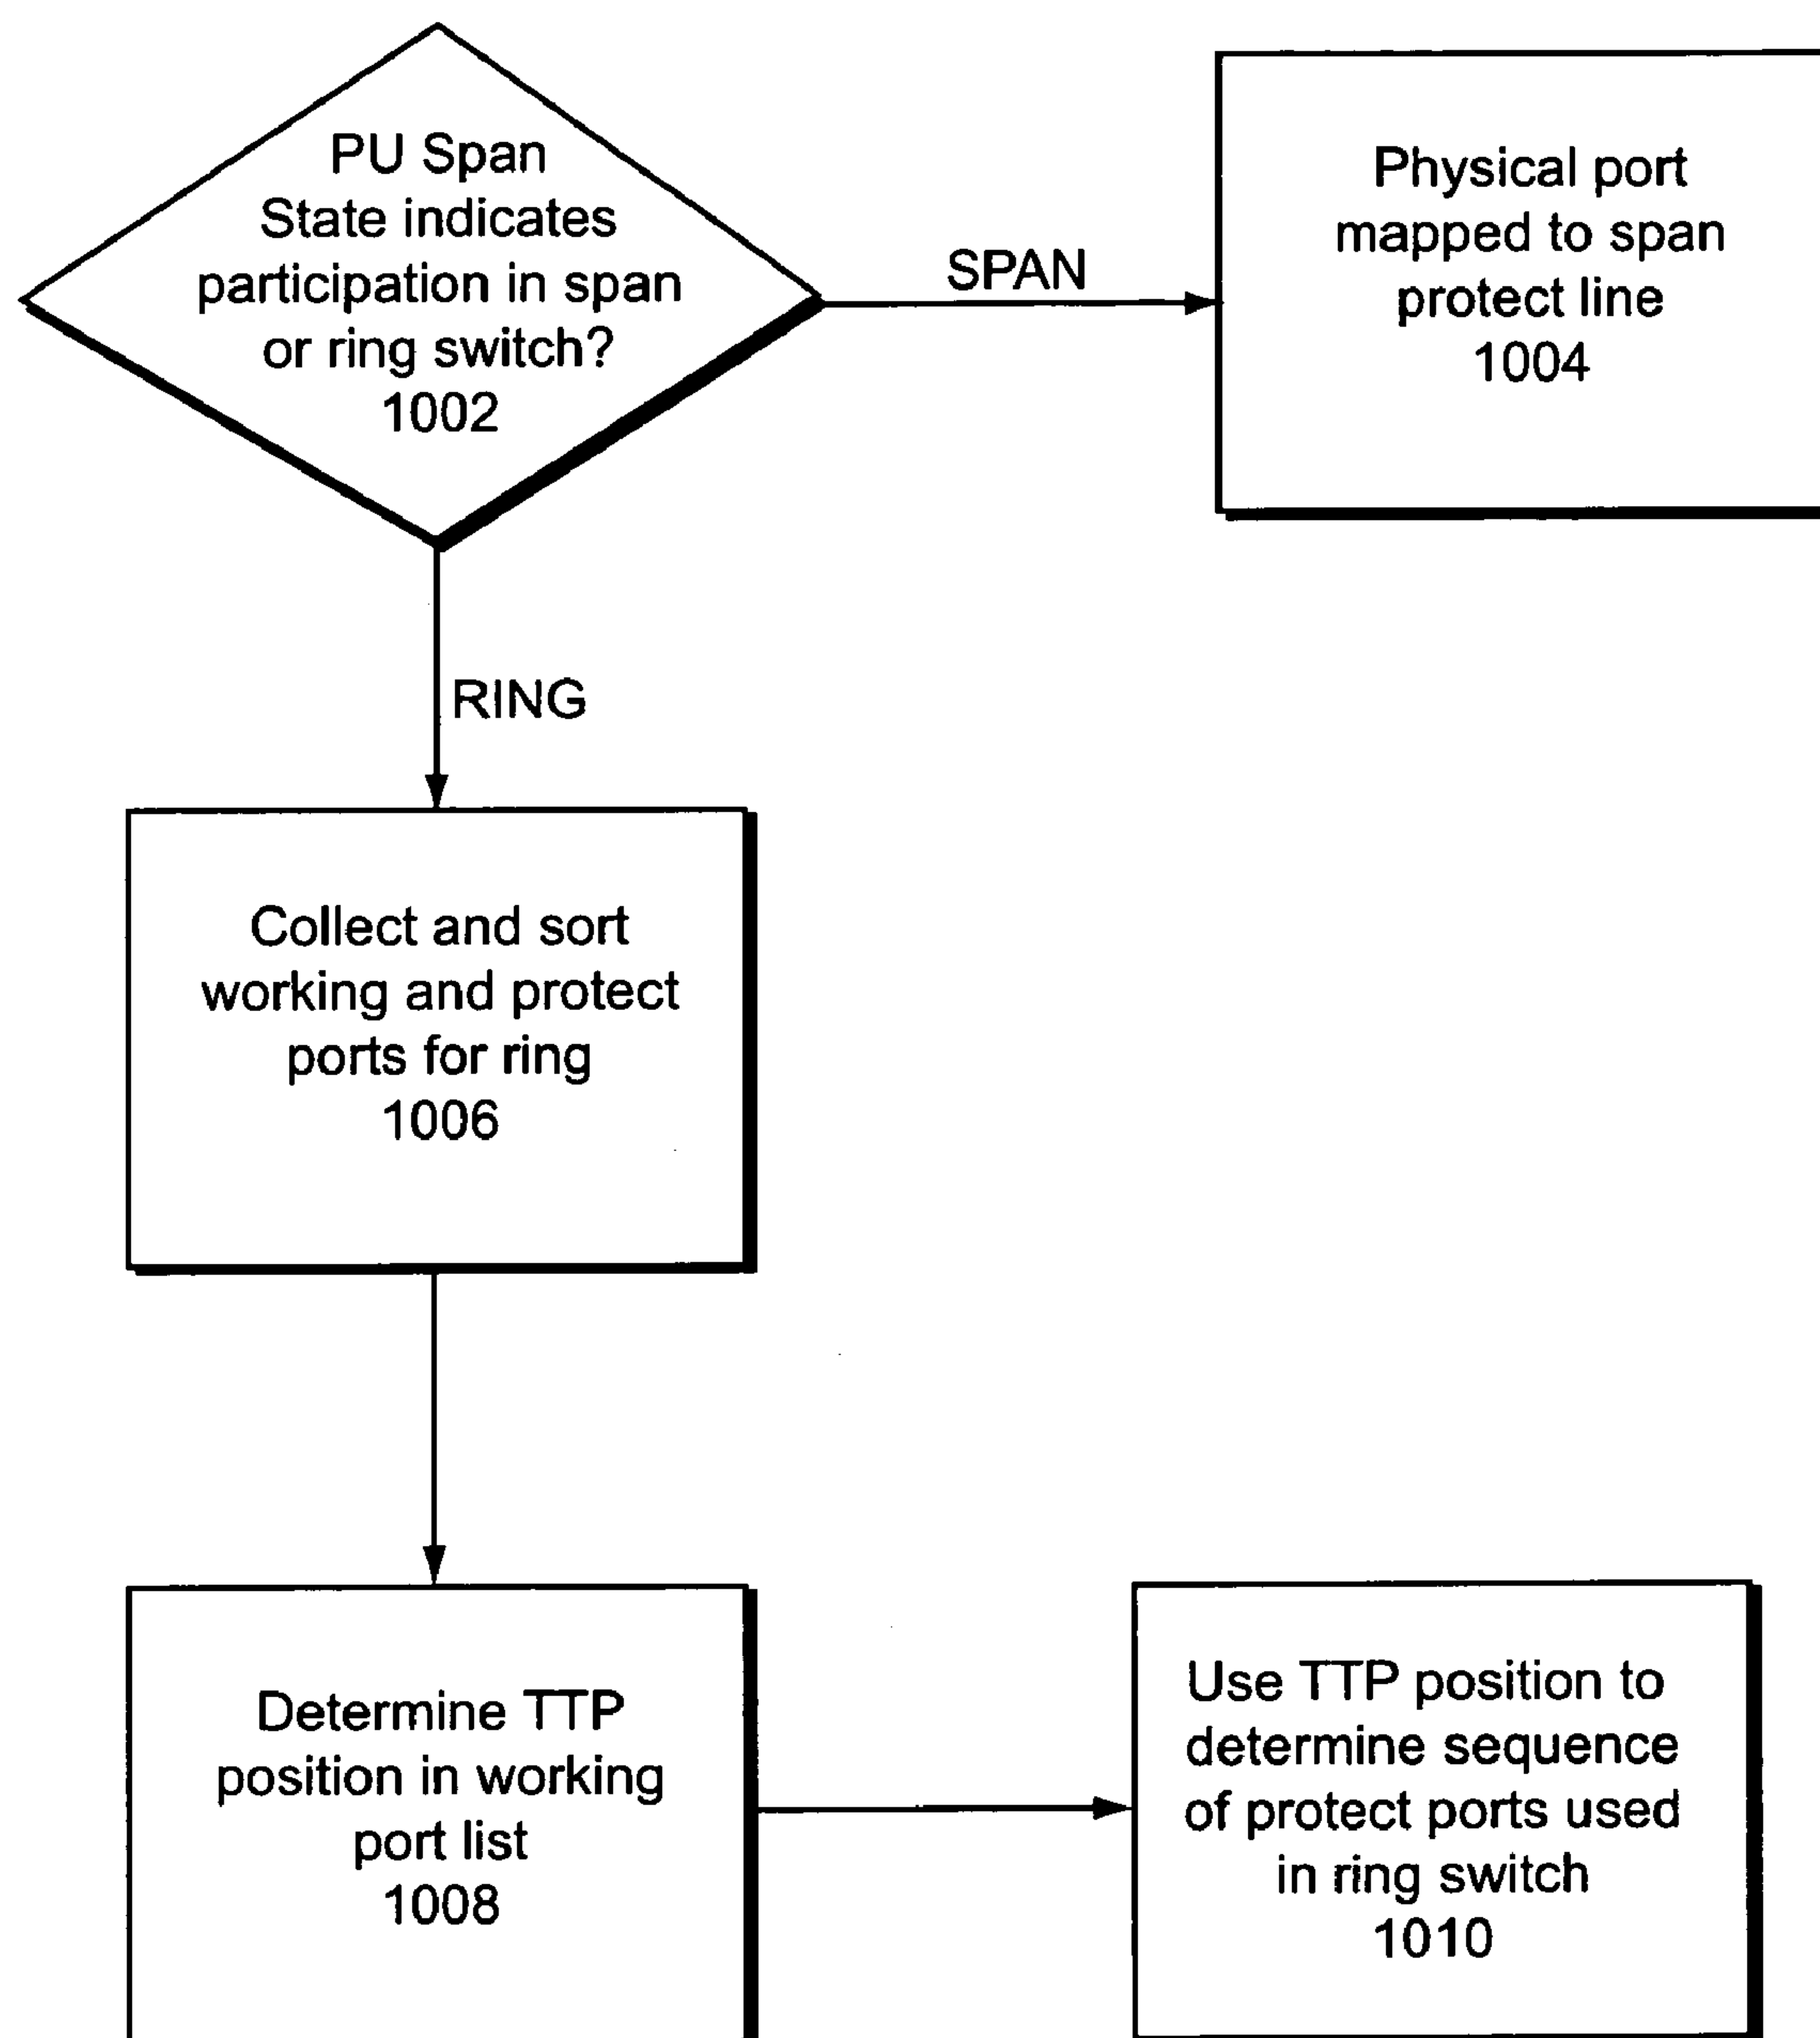 PU Span
State indicates
participation in span
or ring switch?
1002
SPAN
Physical port
mapped to span
protect line
1004
RING
Collect and sort
working and protect
ports for ring
1006
Determine TTP
position in working
port list
1008
Use TTP position to
determine sequence
of protect ports used
in ring switch
1010